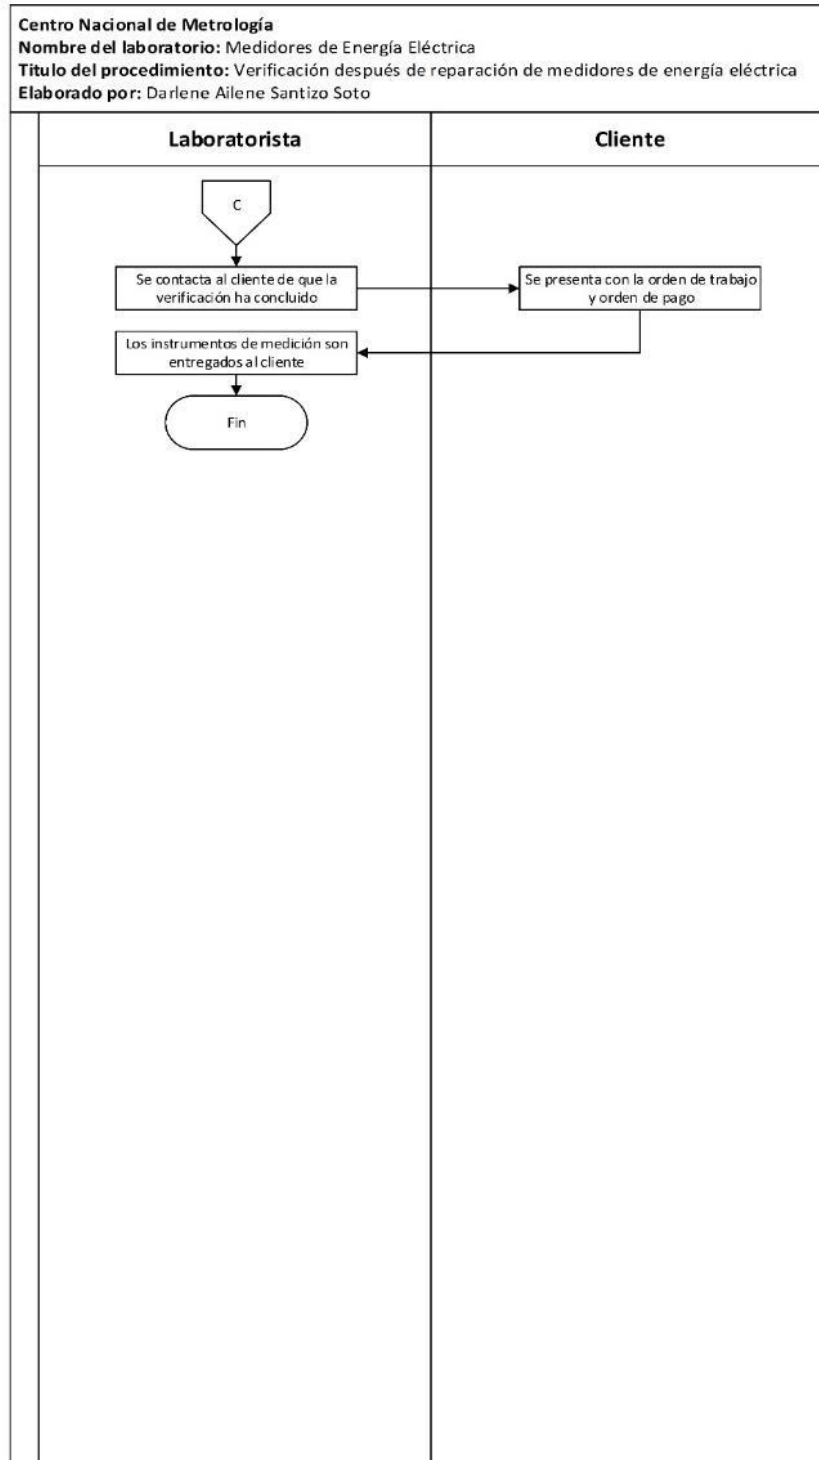 Centro Nacional de Metrología
Nombre del laboratorio: Medidores de Energía Eléctrica
Titulo del procedimiento: Verificación después de reparación de medidores de energía eléctrica
Elaborado por: Darlene Ailene Santizo Soto
Laboratorista
Cliente
C
Se contacta al cliente de que la
verificación ha concluido
Se presenta con la orden de trabajo
y orden de pago
Los instrumentos de medición son
entregados al cliente
Fin